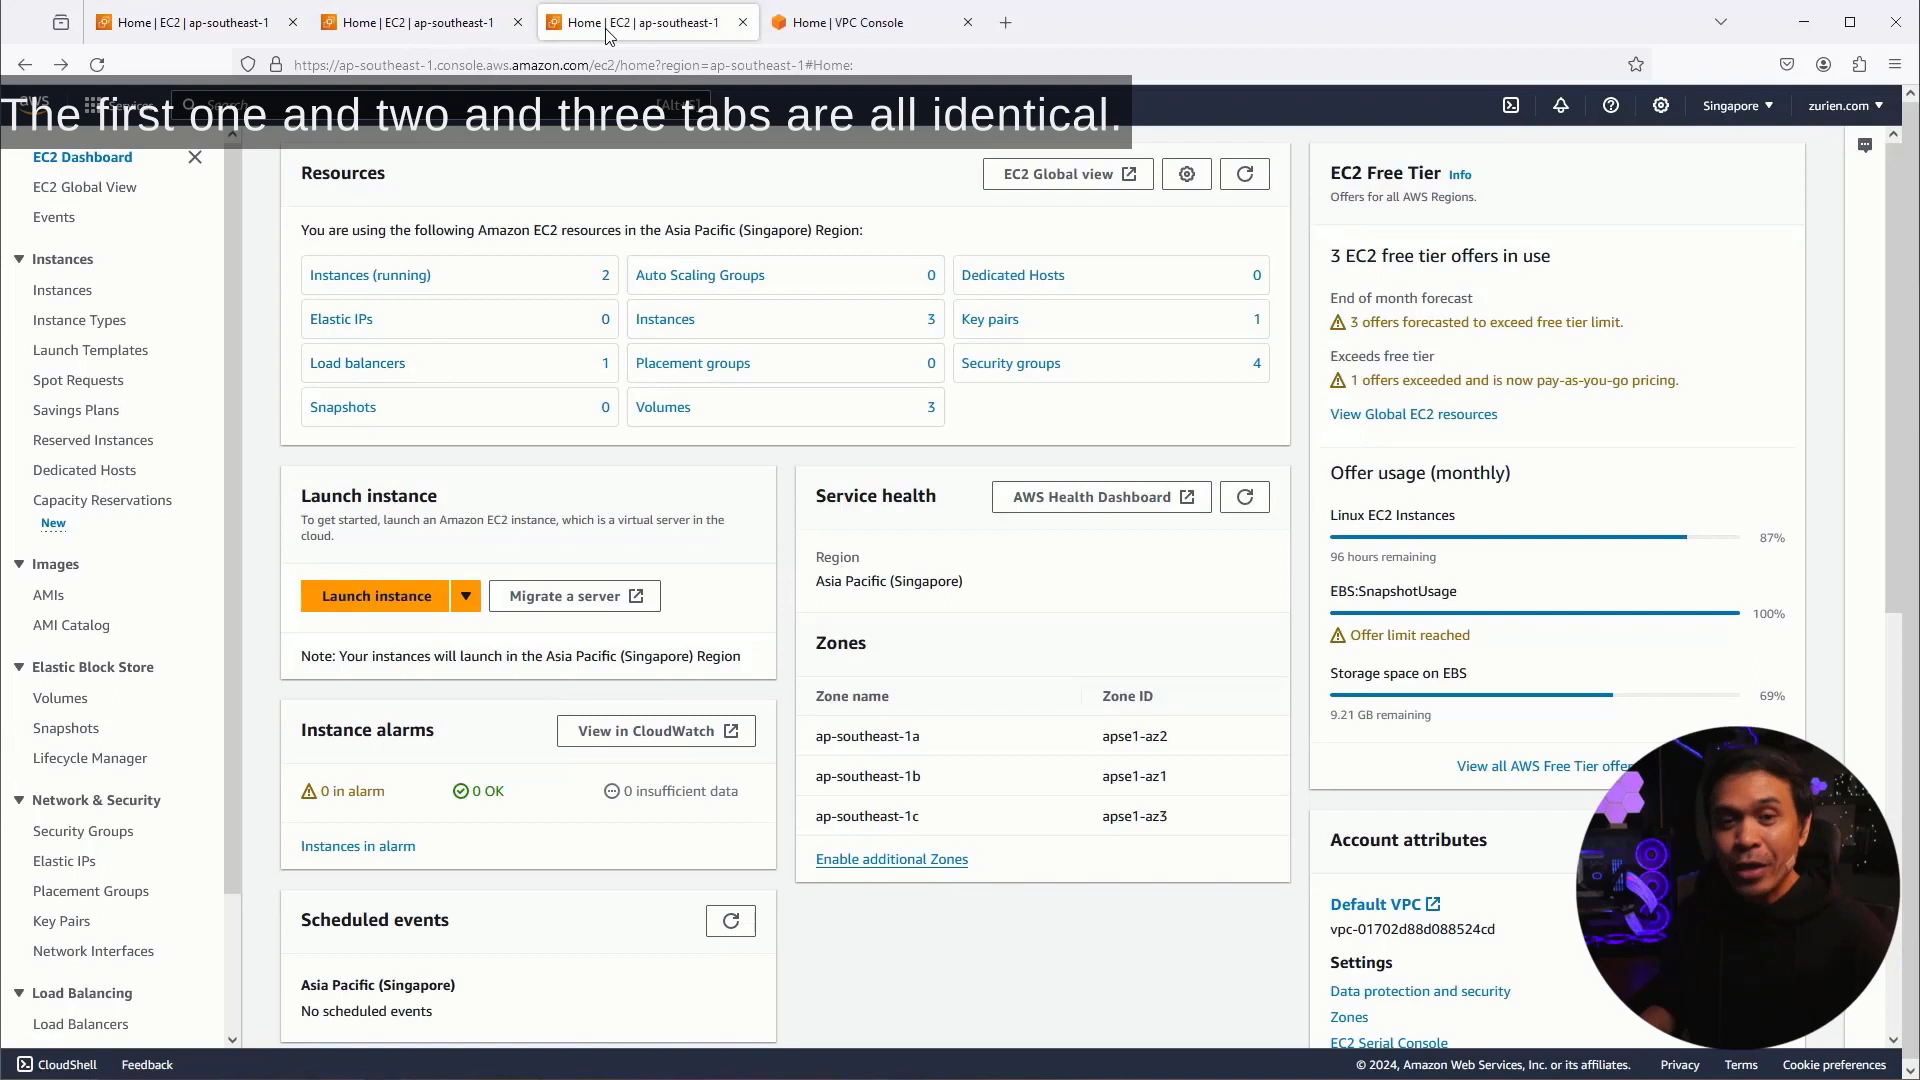 Home | EC2 | ap-southeast-1
Home | EC2 | ap-southeast-1
Home | EC2 | ap-southeast-1
Home | VPC Console
https://ap-southeast-1.console.aws.amazon.com/ec2/home?region=ap-southeast-1#Home:
The first one and two and three tabs are all identical.
aws
Services
Search
[Alt+S]
Singapore
zurien.com
EC2 Dashboard
EC2 Global View
Events
Instances
Instances
Instance Types
Launch Templates
Spot Requests
Savings Plans
Reserved Instances
Dedicated Hosts
Capacity Reservations
New
Images
AMIs
AMI Catalog
Elastic Block Store
Volumes
Snapshots
Lifecycle Manager
Network & Security
Security Groups
Elastic IPs
Placement Groups
Key Pairs
Network Interfaces
Load Balancing
Load Balancers
Resources
EC2 Global view
You are using the following Amazon EC2 resources in the Asia Pacific (Singapore) Region:
Instances (running) 2
Auto Scaling Groups 0
Dedicated Hosts 0
Elastic IPs 0
Instances 3
Key pairs 1
Load balancers 1
Placement groups 0
Security groups 4
Snapshots 0
Volumes 3
Launch instance
To get started, launch an Amazon EC2 instance, which is a virtual server in the
cloud.
Launch instance
Migrate a server
Note: Your instances will launch in the Asia Pacific (Singapore) Region
Instance alarms
View in CloudWatch
0 in alarm
0 OK
0 insufficient data
Instances in alarm
Scheduled events
Asia Pacific (Singapore)
No scheduled events
Service health
AWS Health Dashboard
Region
Asia Pacific (Singapore)
Zones
Zone name Zone ID
ap-southeast-1a apse1-az2
ap-southeast-1b apse1-az1
ap-southeast-1c apse1-az3
Enable additional Zones
EC2 Free Tier Info
Offers for all AWS Regions.
3 EC2 free tier offers in use
End of month forecast
3 offers forecasted to exceed free tier limit.
Exceeds free tier
1 offers exceeded and is now pay-as-you-go pricing.
View Global EC2 resources
Offer usage (monthly)
Linux EC2 Instances
87%
96 hours remaining
EBS:SnapshotUsage
100%
Offer limit reached
Storage space on EBS
69%
9.21 GB remaining
View all AWS Free Tier offer
Account attributes
Default VPC
vpc-01702d88d088524cd
Settings
Data protection and security
Zones
EC2 Serial Console
CloudShell
Feedback
© 2024, Amazon Web Services, Inc. or its affiliates.
Privacy
Terms
Cookie preferences